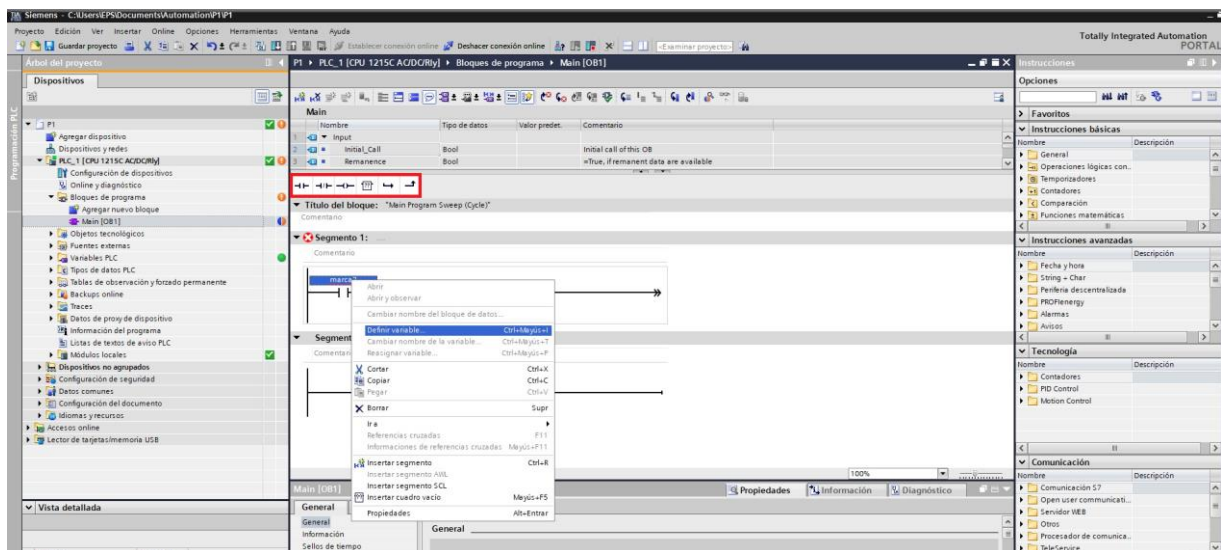 Siemens - C:\Users\EPS\Documents\Automation\P1\P1
Proyecto Edición Ver Insertar Online Opciones Herramientas Ventana Ayuda
Totally Integrated Automation
PORTAL
Guardar proyecto
Establecer conexión online
Deshacer conexión online
<Examinar proyecto>
Árbol del proyecto
P1 PLC_1 [CPU 1215C AC/DC/Rly] Bloques de programa Main [OB1]
Instrucciones
Dispositivos
Opciones
Programación PLC
P1
Agregar dispositivo
Dispositivos y redes
PLC_1 [CPU 1215C AC/DC/Rly]
Configuración de dispositivos
Online y diagnóstico
Bloques de programa
Agregar nuevo bloque
Main [OB1]
Objetos tecnológicos
Fuentes externas
Variables PLC
Tipos de datos PLC
Tablas de observación y forzado permanente
Backups online
Traces
Datos de proxy de dispositivo
Información del programa
Listas de textos de aviso PLC
Módulos locales
Dispositivos no agrupados
Configuración de seguridad
Datos comunes
Configuración del documento
Idiomas y recursos
Accesos online
Lector de tarjetas/memoria USB
Vista detallada
Main
Nombre Tipo de datos Valor predet. Comentario
1 Input
2 Initial_Call Bool Initial call of this OB
3 Remanence Bool =True, if remanent data are available
Título del bloque: "Main Program Sweep (Cycle)"
Comentario
Segmento 1:
Comentario
Segment
Comentari
Abrir
Abrir y observar
Cambiar nombre del bloque de datos...
Definir variable... Ctrl+Mayús+I
Cambiar nombre de la variable... Ctrl+Mayús+T
Reasignar variable... Ctrl+Mayús+P
Cortar Ctrl+X
Copiar Ctrl+C
Pegar Ctrl+V
Borrar Supr
Ir a
Referencias cruzadas F11
Informaciones de referencias cruzadas Mayús+F11
Insertar segmento Ctrl+R
Insertar segmento AWL
Insertar segmento SCL
Insertar cuadro vacío Mayús+F5
Propiedades Alt+Entrar
100%
Main [OB1]
Propiedades Información Diagnóstico
General
General
Información
Sellos de tiempo
General
Favoritos
Instrucciones básicas
Nombre Descripción
General
Operaciones lógicas con..
Temporizadores
Contadores
Comparación
Funciones matemáticas
Instrucciones avanzadas
Nombre Descripción
Fecha y hora
String + Char
Periferia descentralizada
PROFIenergy
Alarmas
Avisos
Tecnología
Nombre Descripción
Contadores
PID Control
Motion Control
Comunicación
Nombre Descripción
Comunicación S7
Open user communicati...
Servidor WEB
Otros
Procesador de comunica..
TeleService